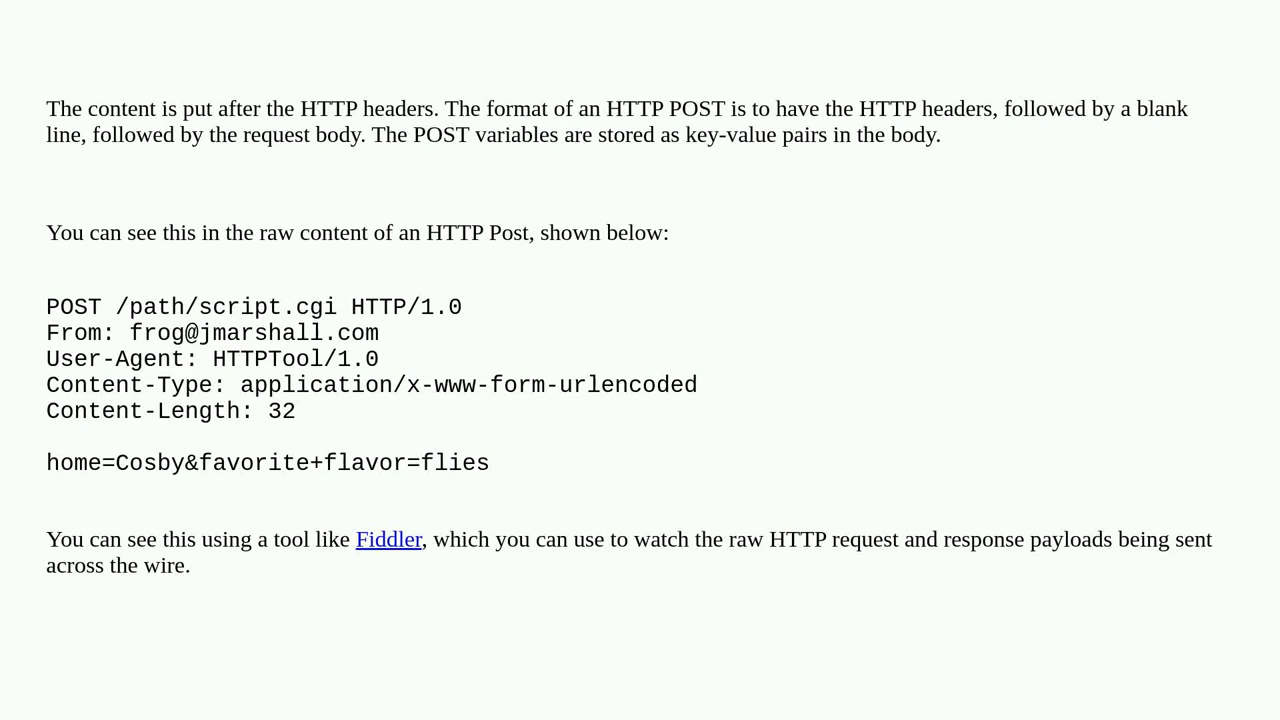 The content is put after the HTTP headers. The format of an HTTP POST is to have the HTTP headers, followed by a blank
line, followed by the request body. The POST variables are stored as key-value pairs in the body.
You can see this in the raw content of an HTTP Post, shown below:
POST /path/script.cgi HTTP/1.0
From: frog@jmarshall.com
User-Agent: HTTPTool/1.0
Content-Type: application/x-www-form-urlencoded
Content-Length: 32
home=Cosby&favorite+flavor=flies
You can see this using a tool like Fiddler, which you can use to watch the raw HTTP request and response payloads being sent
across the wire.